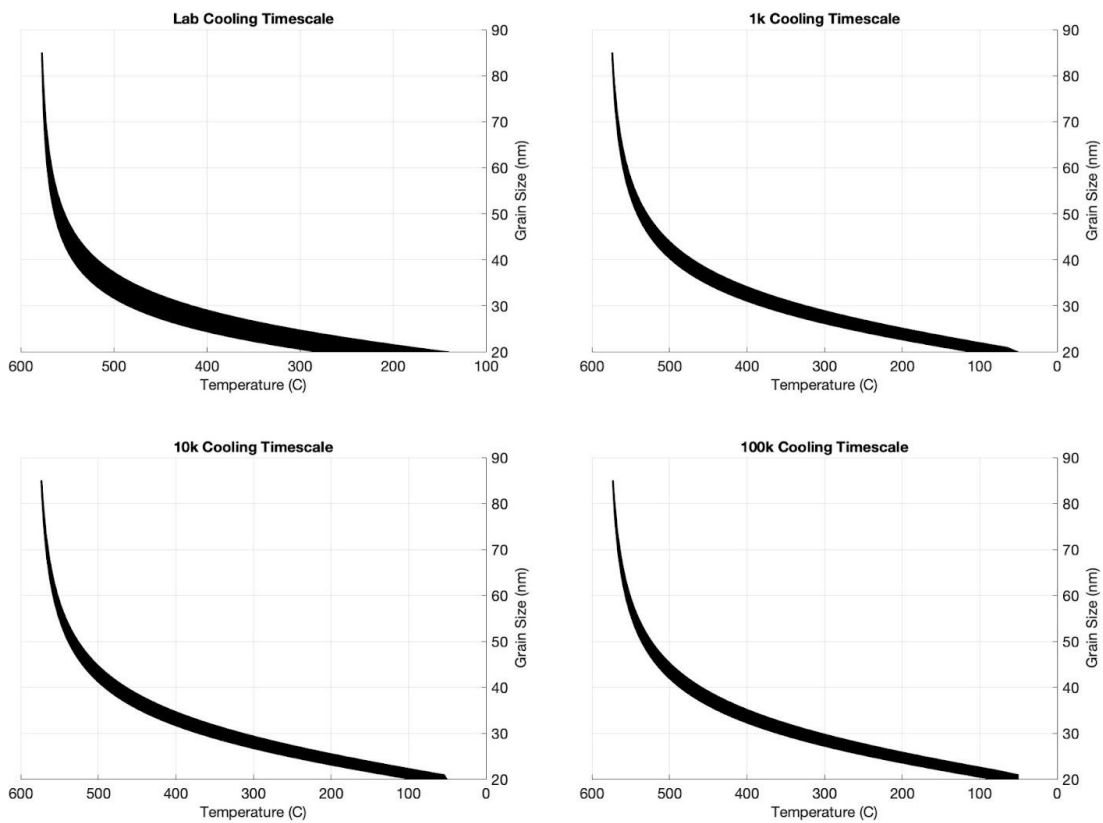 Lab Cooling Timescale
90
80
70
60
50
40
30
20
Grain Size (nm)
600 500 400 300 200 100
Temperature (C)
1k Cooling Timescale
90
80
70
60
50
40
30
20
Grain Size (nm)
600 500 400 300 200 100 0
Temperature (C)
10k Cooling Timescale
90
80
70
60
50
40
30
20
Grain Size (nm)
600 500 400 300 200 100 0
Temperature (C)
100k Cooling Timescale
90
80
70
60
50
40
30
20
Grain Size (nm)
600 500 400 300 200 100 0
Temperature (C)